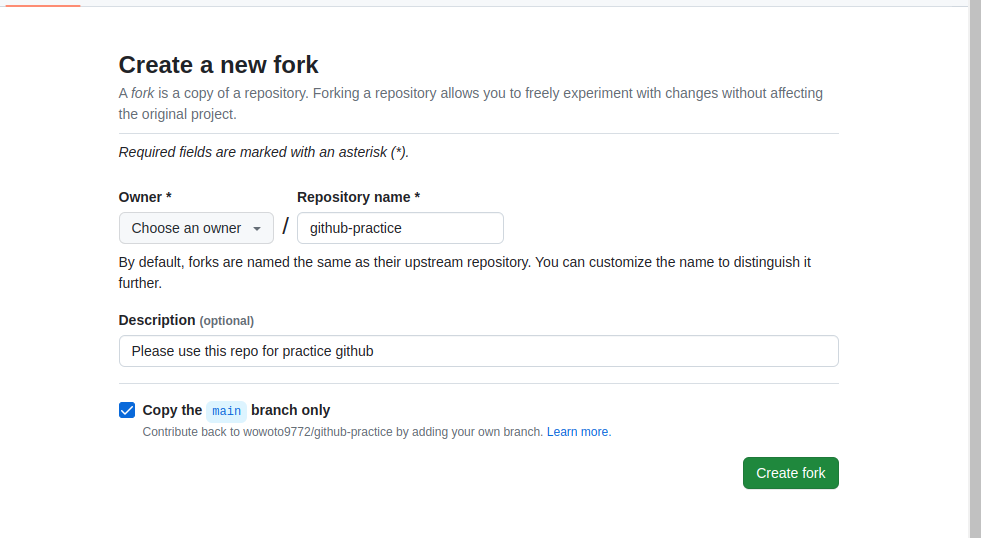 Create a new fork
A fork is a copy of a repository. Forking a repository allows you to freely experiment with changes without affecting
the original project.
Required fields are marked with an asterisk (*).
Owner * Repository name *
Choose an owner / github-practice
By default, forks are named the same as their upstream repository. You can customize the name to distinguish it
further.
Description (optional)
Please use this repo for practice github
Copy the main branch only
Contribute back to wowoto9772/github-practice by adding your own branch. Learn more.
Create fork